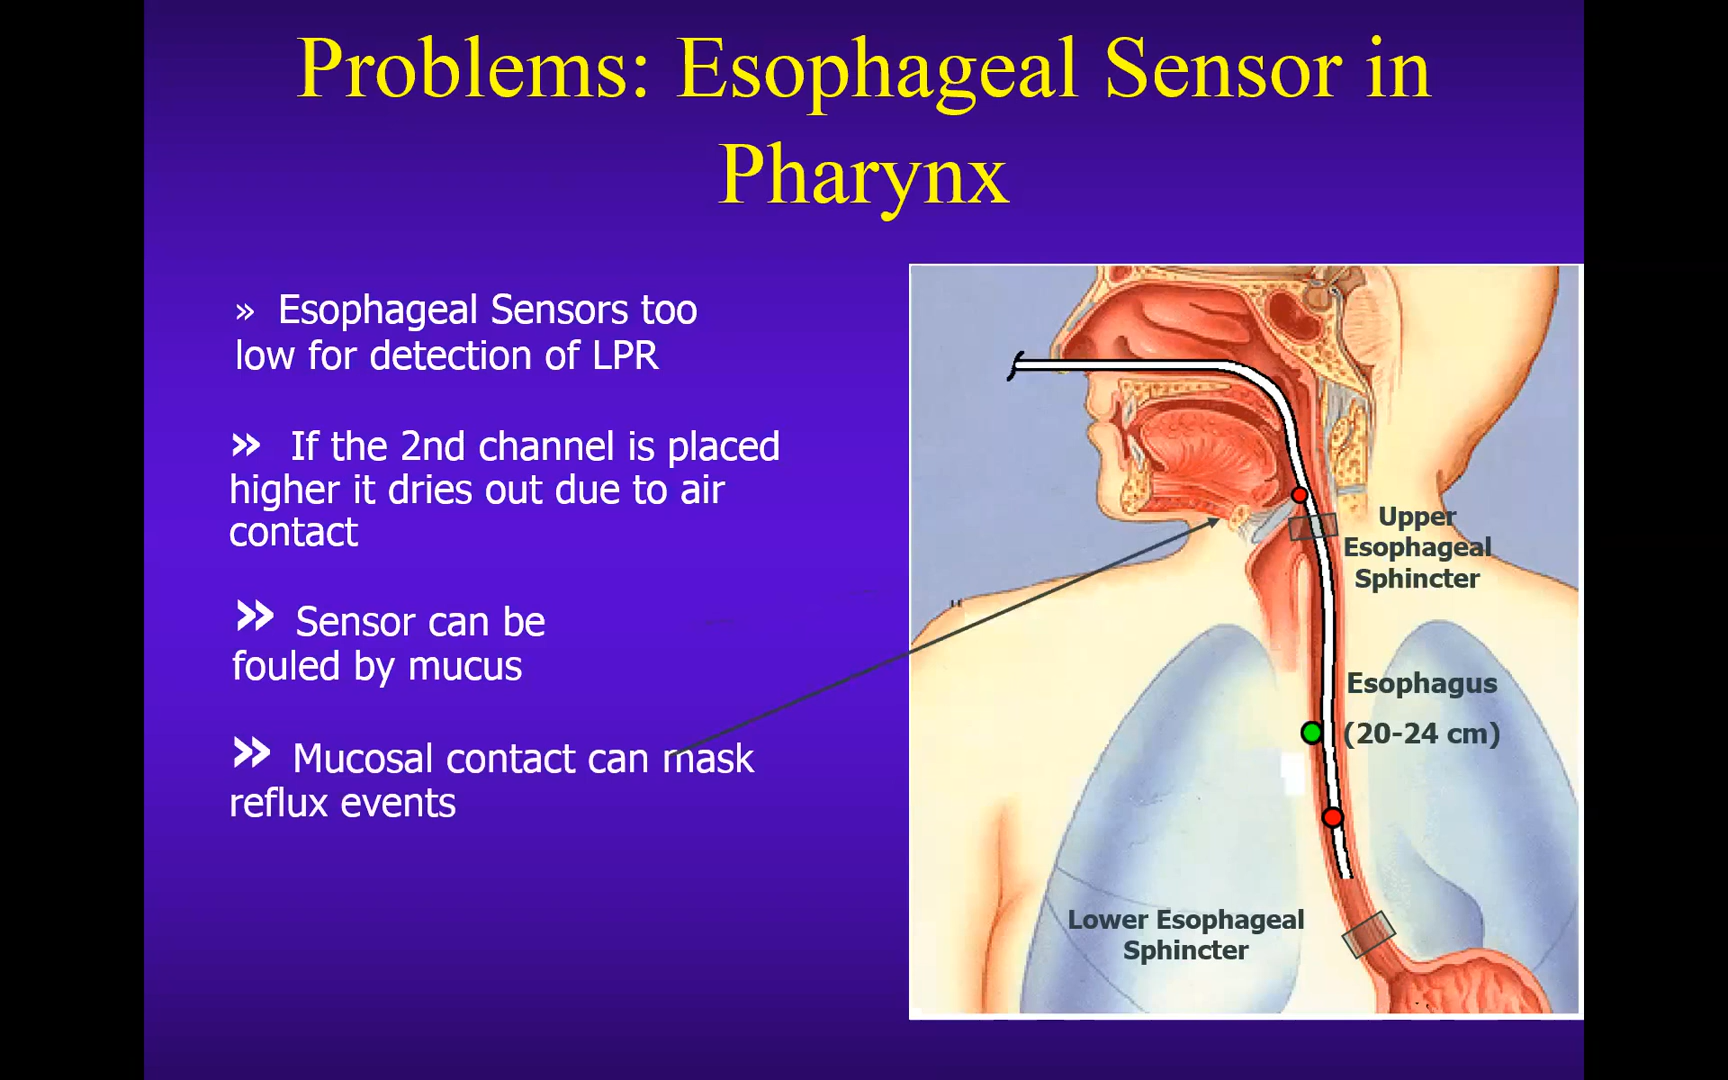 Problems: Esophageal Sensor in
Pharynx
» Esophageal Sensors too
low for detection of LPR
» If the 2nd channel is placed
higher it dries out due to air
contact
» Sensor can be
fouled by mucus
» Mucosal contact can mask
reflux events
Upper
Esophageal
Sphincter
Esophagus
(20-24 cm)
Lower Esophageal
Sphincter